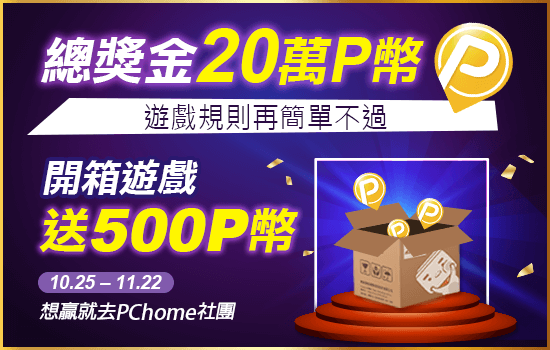 總獎金20萬P幣
遊戲規則再簡單不過
開箱遊戲
送500P幣
10.25 – 11.22
想贏就去PChome社團
P
P
P
P